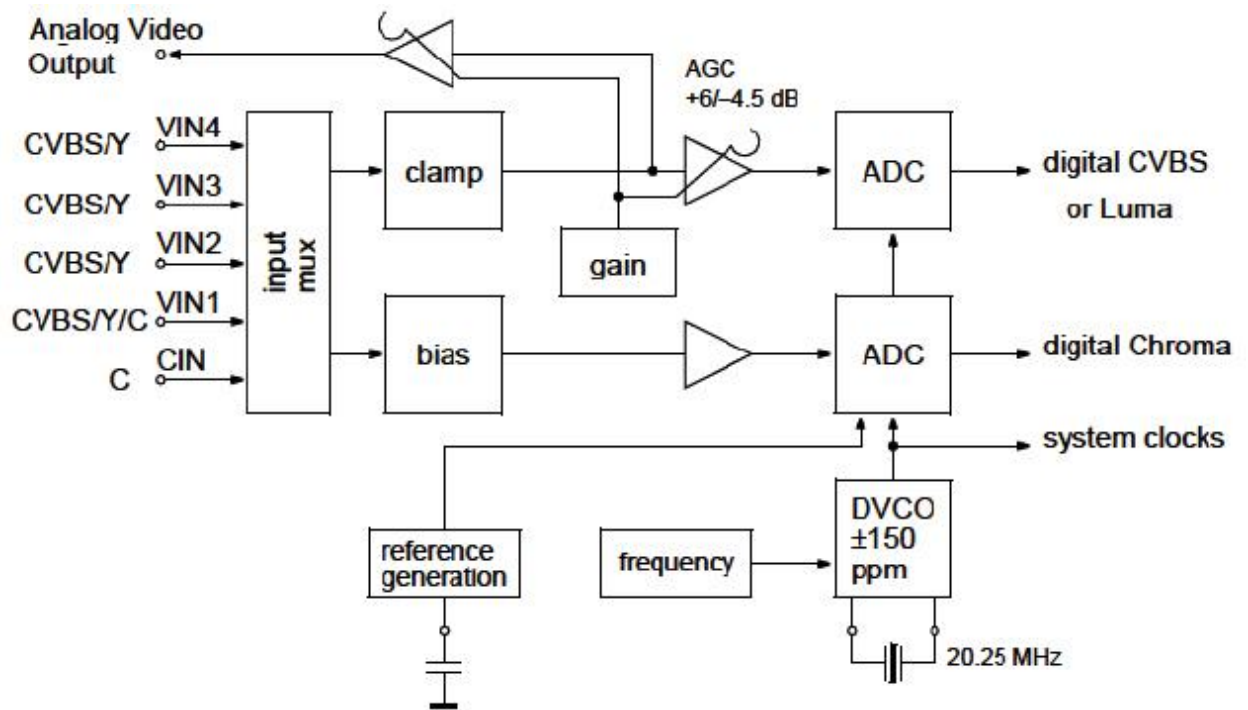 Analog Video
Output
AGC
+6/–4.5 dB
CVBS/Y
VIN4
CVBS/Y
VIN3
CVBS/Y
VIN2
CVBS/Y/C
VIN1
C
CIN
input
mux
clamp
bias
gain
ADC
digital CVBS
or Luma
ADC
digital Chroma
system clocks
reference
generation
frequency
DVCO
±150
ppm
20.25 MHz